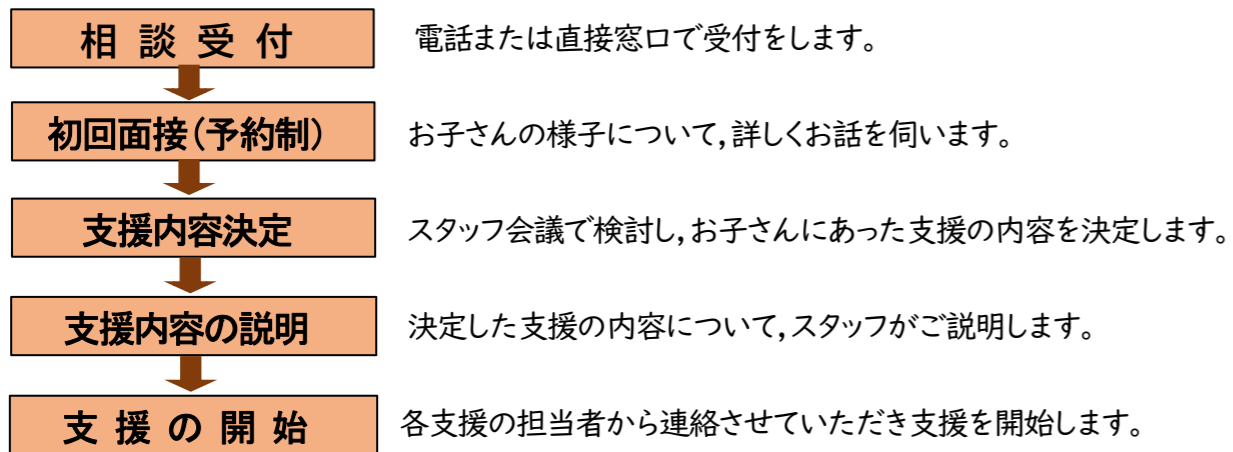 相談受付
電話または直接窓口で受付をします。
初回面接(予約制)
お子さんの様子について,詳しくお話を伺います。
支援内容決定
スタッフ会議で検討し,お子さんにあった支援の内容を決定します。
支援内容の説明
決定した支援の内容について,スタッフがご説明します。
支援の開始
各支援の担当者から連絡させていただき支援を開始します。